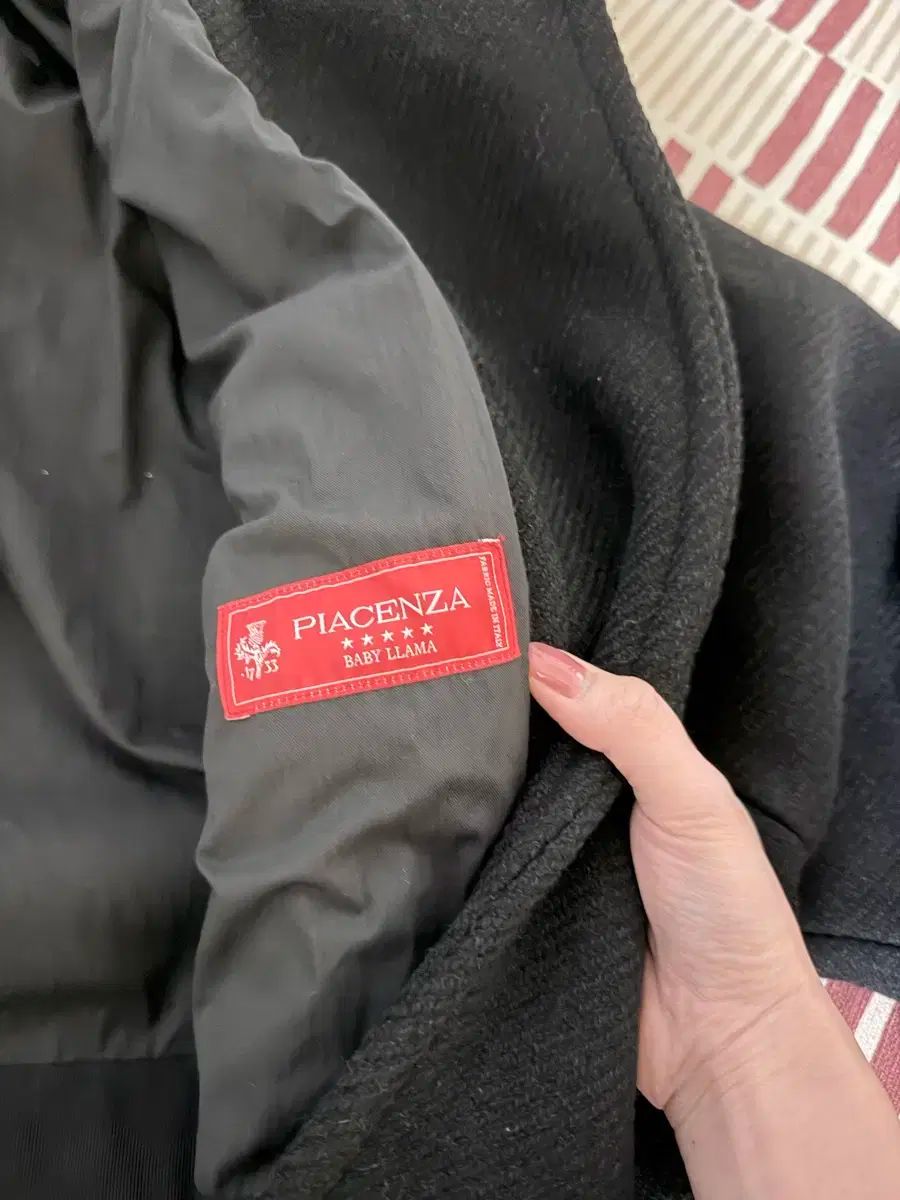 PIACENZA
★★★★★
BABY LLAMA
1733
FABRIC MADE IN ITALY